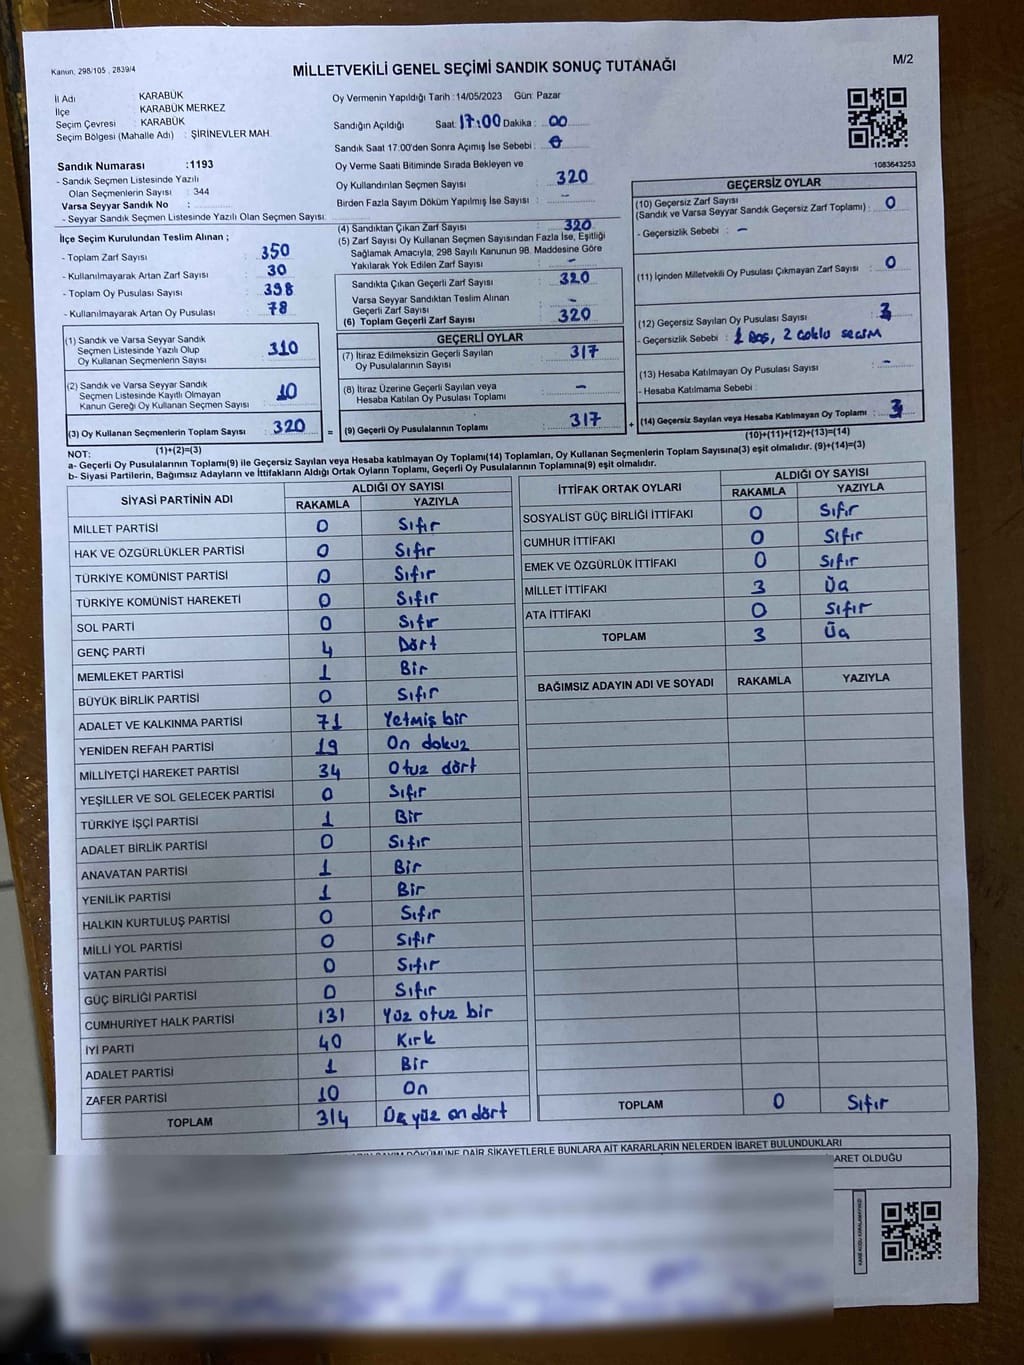 Kanun: 298/105 , 2839/4
MİLLETVEKİLİ GENEL SEÇİMİ SANDIK SONUÇ TUTANAĞI
M/2
İl Adı KARABÜK
İlçe KARABÜK MERKEZ
Seçim Çevresi : KARABÜK
Seçim Bölgesi (Mahalle Adı) : ŞİRİNEVLER MAH.
Oy Vermenin Yapıldığı Tarih :14/05/2023 Gün: Pazar
Sandığın Açıldığı Saat: 17:00 Dakika : 00
Sandık Saat 17:00'den Sonra Açımış İse Sebebi : 0
1083643253
Sandık Numarası :1193
- Sandık Seçmen Listesinde Yazılı
Olan Seçmenlerin Sayısı : 344
Varsa Seyyar Sandık No :
- Seyyar Sandık Seçmen Listesinde Yazılı Olan Seçmen Sayısı:
Oy Verme Saati Bitiminde Sırada Bekleyen ve
Oy Kullandırılan Seçmen Sayısı : 320
Birden Fazla Sayım Döküm Yapılmış İse Sayısı : -
İlçe Seçim Kurulundan Teslim Alınan ;
- Toplam Zarf Sayısı : 350
- Kullanılmayarak Artan Zarf Sayısı : 30
- Toplam Oy Pusulası Sayısı : 398
- Kullanılmayarak Artan Oy Pusulası : 78
(4) Sandıktan Çıkan Zarf Sayısı : 320
(5) Zarf Sayısı Oy Kullanan Seçmen Sayısından Fazla İse, Eşitliği
Sağlamak Amacıyla, 298 Sayılı Kanunun 98. Maddesine Göre
Yakılarak Yok Edilen Zarf Sayısı : -
Sandıkta Çıkan Geçerli Zarf Sayısı : 320
Varsa Seyyar Sandıktan Teslim Alınan
Geçerli Zarf Sayısı : -
(6) Toplam Geçerli Zarf Sayısı : 320
GEÇERSİZ OYLAR
(10) Geçersiz Zarf Sayısı
(Sandık ve Varsa Seyyar Sandık Geçersiz Zarf Toplamı) : 0
- Geçersizlik Sebebi : -
(11) İçinden Milletvekili Oy Pusulası Çıkmayan Zarf Sayısı : 0
(12) Geçersiz Sayılan Oy Pusulası Sayısı : 3
- Geçersizlik Sebebi : 1 Boş, 2 Çoklu seçim
(13) Hesaba Katılmayan Oy Pusulası Sayısı : -
- Hesaba Katılmama Sebebi :
(14) Geçersiz Sayılan veya Hesaba Katılmayan Oy Toplamı : 3
(10)+(11)+(12)+(13)=(14)
(1) Sandık ve Varsa Seyyar Sandık
Seçmen Listesinde Yazılı Olup
Oy Kullanan Seçmenlerin Sayısı : 310
(2) Sandık ve Varsa Seyyar Sandık
Seçmen Listesinde Kayıtlı Olmayan
Kanun Gereği Oy Kullanan Seçmen Sayısı : 10
(3) Oy Kullanan Seçmenlerin Toplam Sayısı : 320
(1)+(2)=(3)
GEÇERLİ OYLAR
(7) İtiraz Edilmeksizin Geçerli Sayılan
Oy Pusulalarının Sayısı : 317
(8) İtiraz Üzerine Geçerli Sayılan veya
Hesaba Katılan Oy Pusulası Toplamı : -
= (9) Geçerli Oy Pusulalarının Toplamı : 317 +
NOT:
a- Geçerli Oy Pusulalarının Toplamı(9) ile Geçersiz Sayılan veya Hesaba katılmayan Oy Toplamı(14) Toplamları, Oy Kullanan Seçmenlerin Toplam Sayısına(3) eşit olmalıdır. (9)+(14)=(3)
b- Siyasi Partilerin, Bağımsız Adayların ve İttifakların Aldığı Ortak Oyların Toplamı, Geçerli Oy Pusulalarının Toplamına(9) eşit olmalıdır.
SİYASİ PARTİNİN ADI ALDIĞI OY SAYISI
RAKAMLA YAZIYLA
MİLLET PARTİSİ 0 Sıfır
HAK VE ÖZGÜRLÜKLER PARTİSİ 0 Sıfır
TÜRKİYE KOMÜNİST PARTİSİ 0 Sıfır
TÜRKİYE KOMÜNİST HAREKETİ 0 Sıfır
SOL PARTİ 0 Sıfır
GENÇ PARTİ 4 Dört
MEMLEKET PARTİSİ 1 Bir
BÜYÜK BİRLİK PARTİSİ 0 Sıfır
ADALET VE KALKINMA PARTİSİ 71 Yetmiş bir
YENİDEN REFAH PARTİSİ 19 On dokuz
MİLLİYETÇİ HAREKET PARTİSİ 34 Otuz dört
YEŞİLLER VE SOL GELECEK PARTİSİ 0 Sıfır
TÜRKİYE İŞÇİ PARTİSİ 1 Bir
ADALET BİRLİK PARTİSİ 0 Sıfır
ANAVATAN PARTİSİ 1 Bir
YENİLİK PARTİSİ 1 Bir
HALKIN KURTULUŞ PARTİSİ 0 Sıfır
MİLLİ YOL PARTİSİ 0 Sıfır
VATAN PARTİSİ 0 Sıfır
GÜÇ BİRLİĞİ PARTİSİ 0 Sıfır
CUMHURİYET HALK PARTİSİ 131 Yüz otuz bir
İYİ PARTİ 40 Kırk
ADALET PARTİSİ 1 Bir
ZAFER PARTİSİ 10 On
TOPLAM 314 Üç yüz on dört
İTTİFAK ORTAK OYLARI ALDIĞI OY SAYISI
RAKAMLA YAZIYLA
SOSYALİST GÜÇ BİRLİĞİ İTTİFAKI 0 Sıfır
CUMHUR İTTİFAKI 0 Sıfır
EMEK VE ÖZGÜRLÜK İTTİFAKI 0 Sıfır
MİLLET İTTİFAKI 3 Üç
ATA İTTİFAKI 0 Sıfır
TOPLAM 3 Üç
BAĞIMSIZ ADAYIN ADI VE SOYADI RAKAMLA YAZIYLA
TOPLAM 0 Sıfır
DÖKÜMÜNE DAİR ŞİKAYETLERLE BUNLARA AİT KARARLARIN NELERDEN İBARET BULUNDUKLARI
OLDUĞU